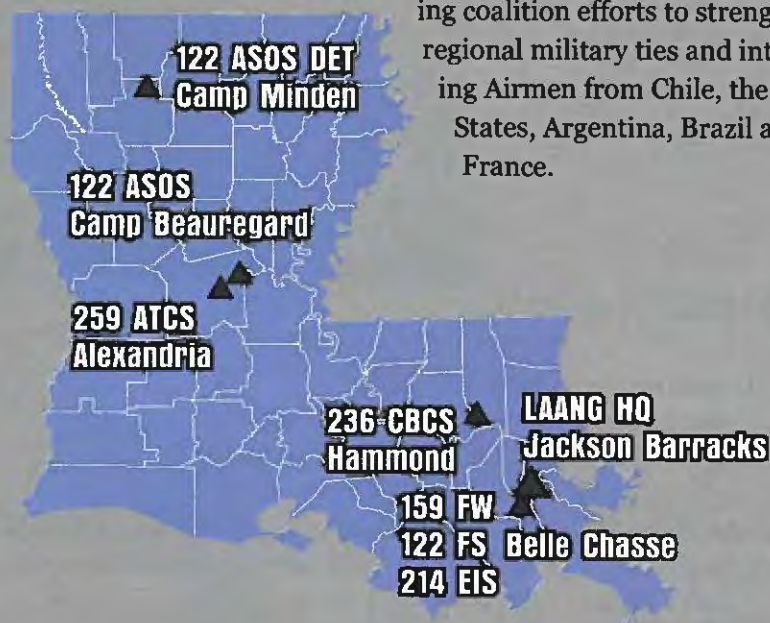 ing coalition efforts to streng
regional military ties and int
ing Airmen from Chile, the
States, Argentina, Brazil a
France.
122 ASOS DET
Camp Minden
122 ASOS
Camp Beauregard
259 ATCS
Alexandria
236 CBCS
Hammond
LAANG HQ
Jackson Barracks
159 FW
122 FS Belle Chasse
214 EIS